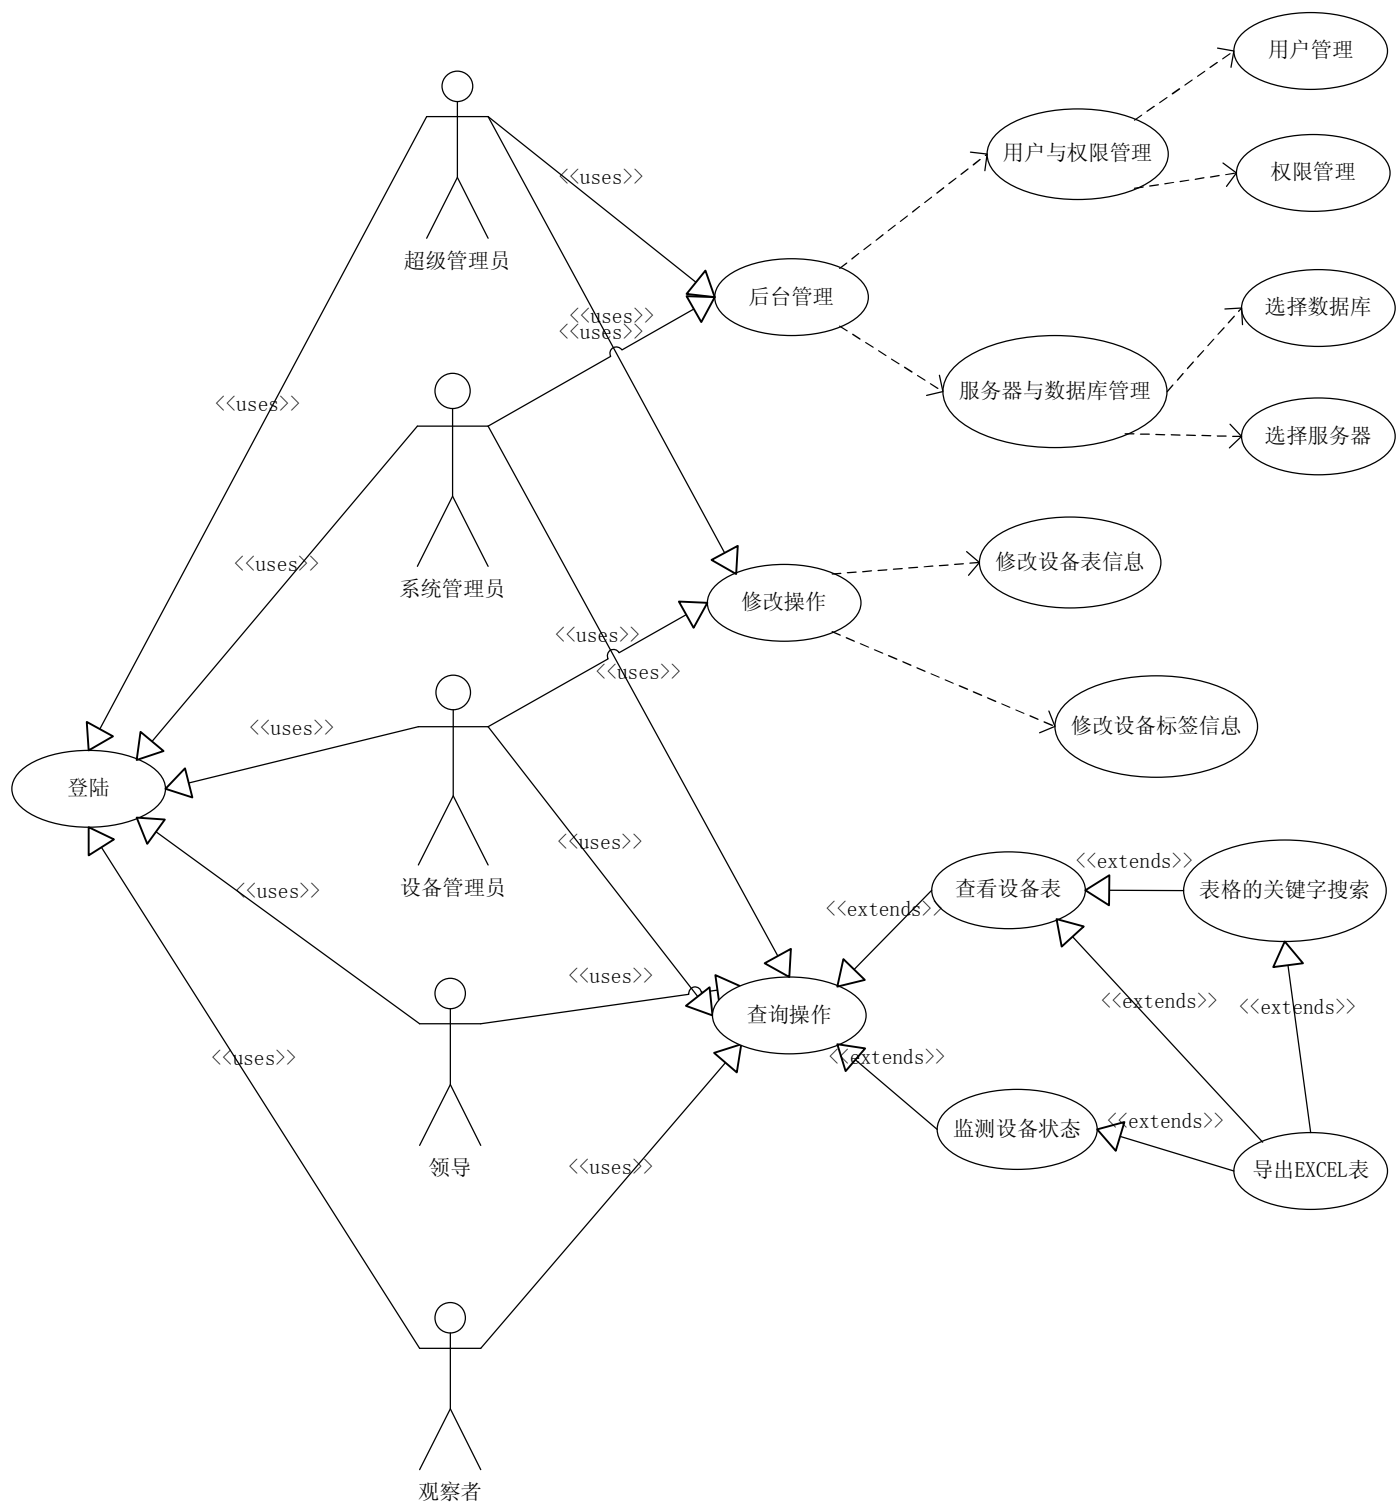 用户管理
用户与权限管理
权限管理
<<uses>>
超级管理员
后台管理
选择数据库
<<uses>>
<<uses>>
服务器与数据库管理
<<uses>>
选择服务器
<<uses>>
修改设备表信息
系统管理员
修改操作
<<uses>>
<<uses>>
<<uses>>
修改设备标签信息
登陆
<<uses>>
<<extends>>
设备管理员
<<uses>>
查看设备表
表格的关键字搜索
<<extends>>
<<uses>>
<<extends>>
<<extends>>
查询操作
<<uses>>
<<extends>>
<<extends>>
监测设备状态
领导
<<uses>>
导出EXCEL表
观察者